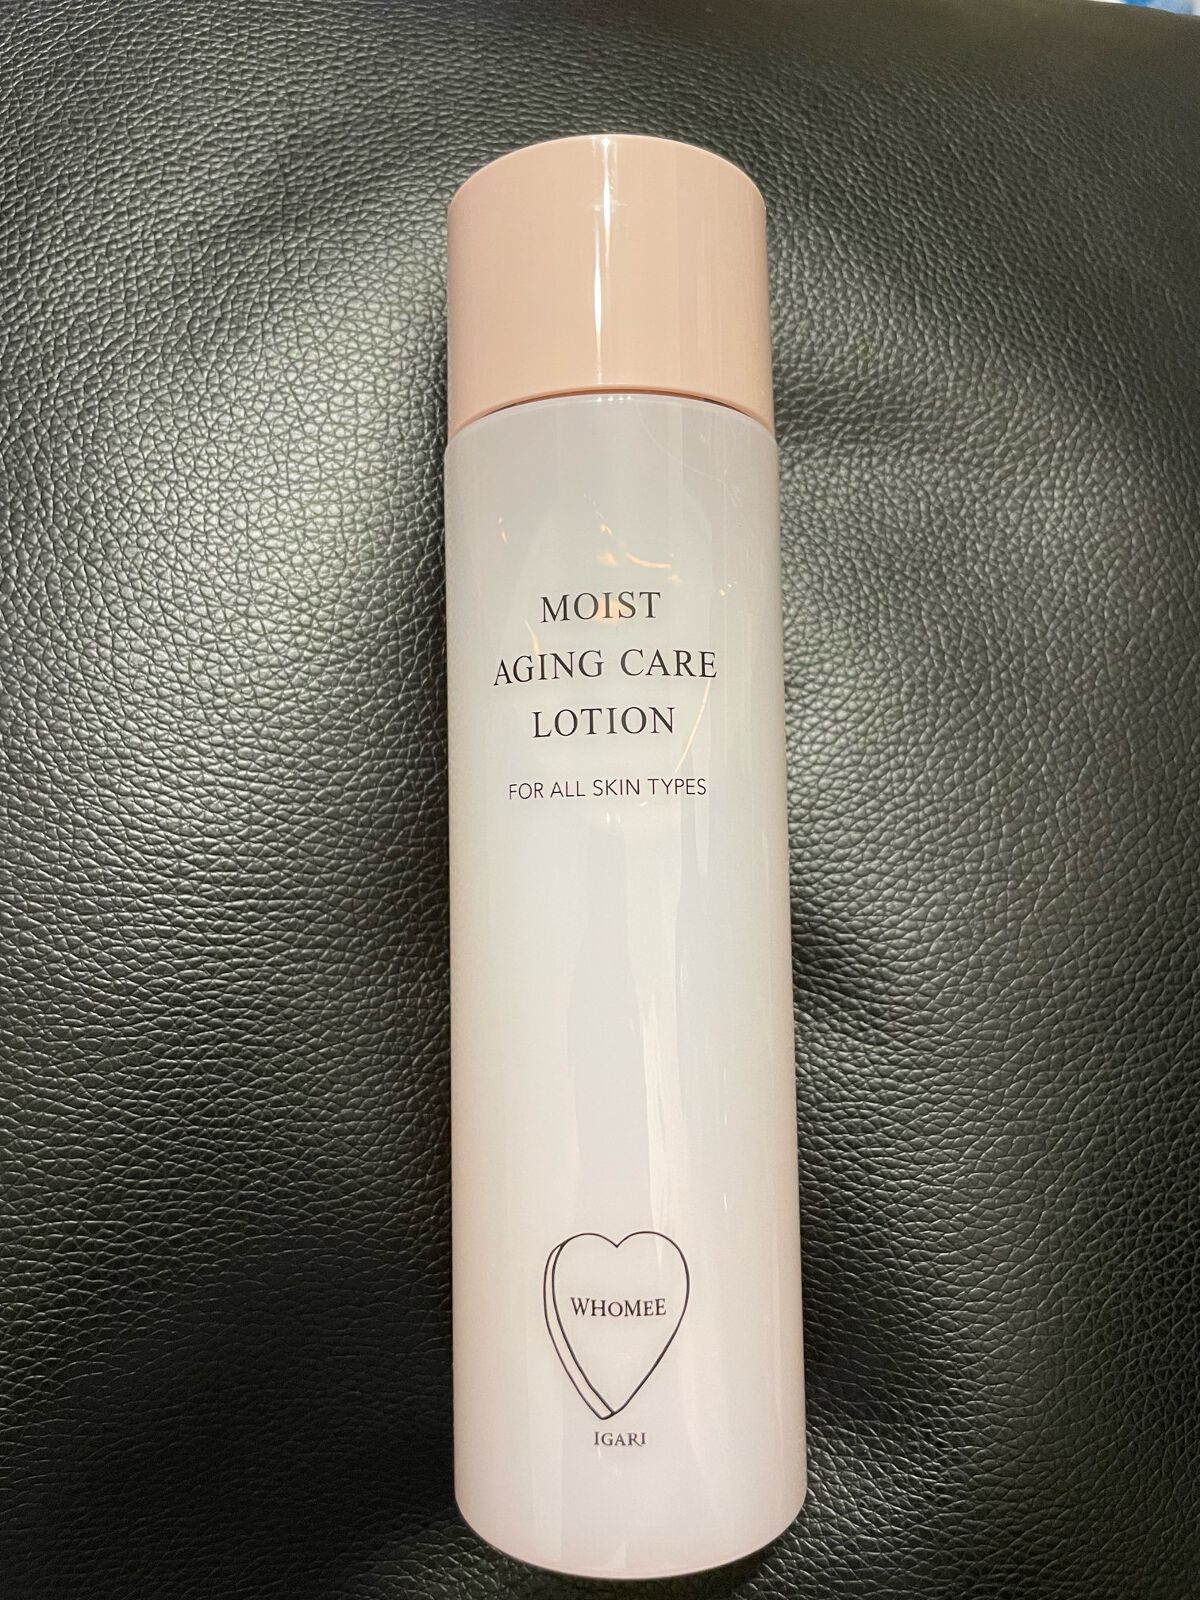 MOIST
AGING CARE
LOTION
FOR ALL SKIN TYPES
WHOMEE
IGARI